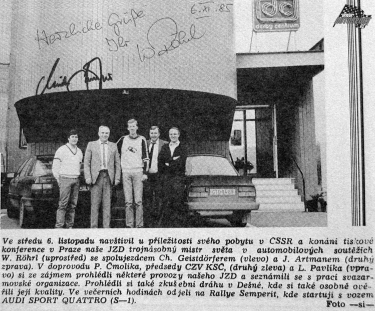 Herzliche Grüße
6.XI.85
Ihr
Ve středu 6. listopadu navštívil u příležitosti svého pobytu v ČSSR a konání tiskové
konference v Praze naše JZD trojnásobný mistr světa v automobilových soutěžích
W. Röhrl (uprostřed) se spolujezdcem Ch. Geistdörferem (vlevo) a J. Artmanem (druhý
zprava). V doprovodu P. Čmolíka, předsedy CZV KSČ, (druhý zleva) a L. Pavlíka (vpra-
vo) si ze zájmem prohlédli některé provozy našeho JZD a seznámili se s prací svazar-
movské organizace. Prohlédli si také zkušební dráhu v Dešné, kde si také osobně ově-
řili její kvality. Ve večerních hodinách odjeli na Rallye Semperit, kde startují s vozem
AUDI SPORT QUATTRO (S—1).
Foto —si—